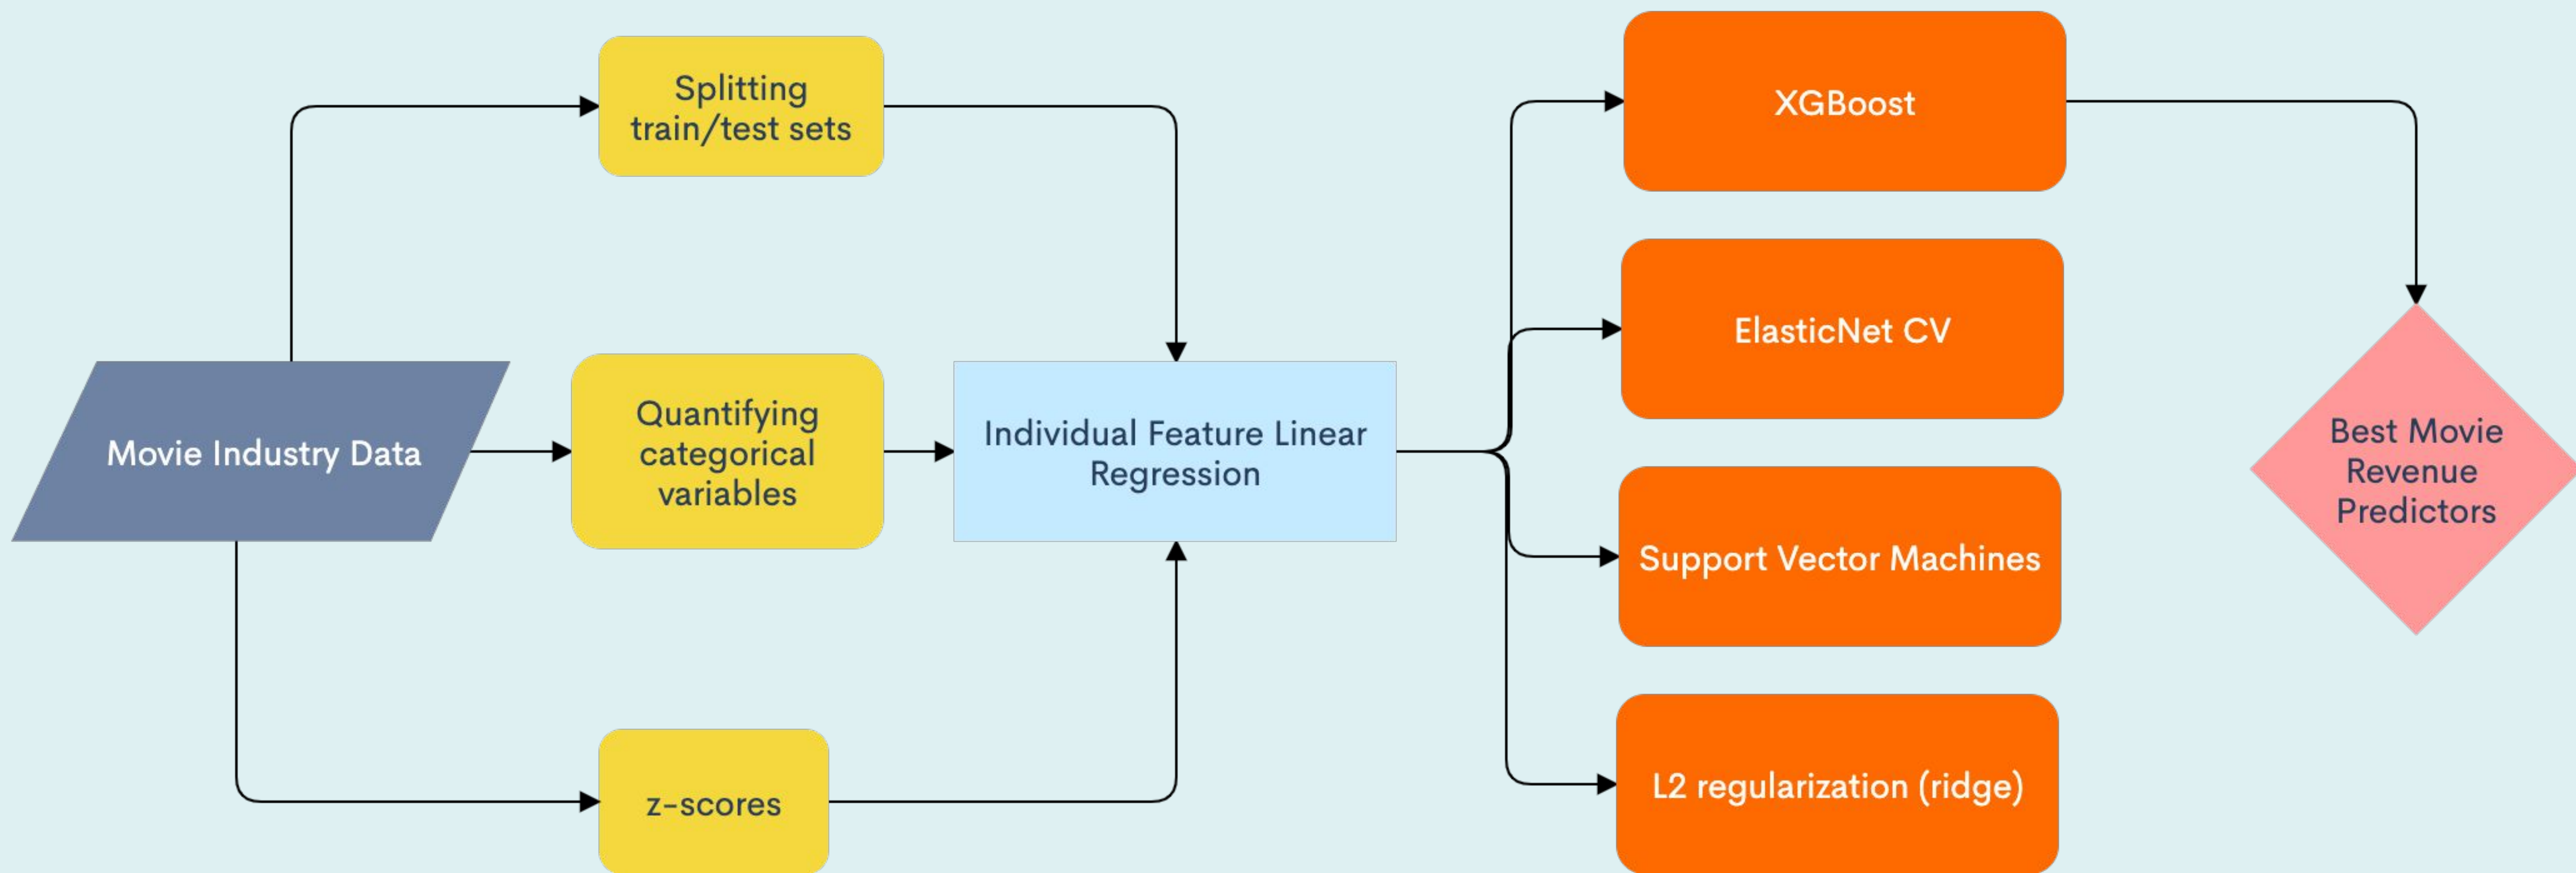 Splitting
train/test sets
XGBoost
ElasticNet CV
Movie Industry Data
Quantifying
categorical
variables
Individual Feature Linear
Regression
Best Movie
Revenue
Predictors
Support Vector Machines
z-scores
L2 regularization (ridge)